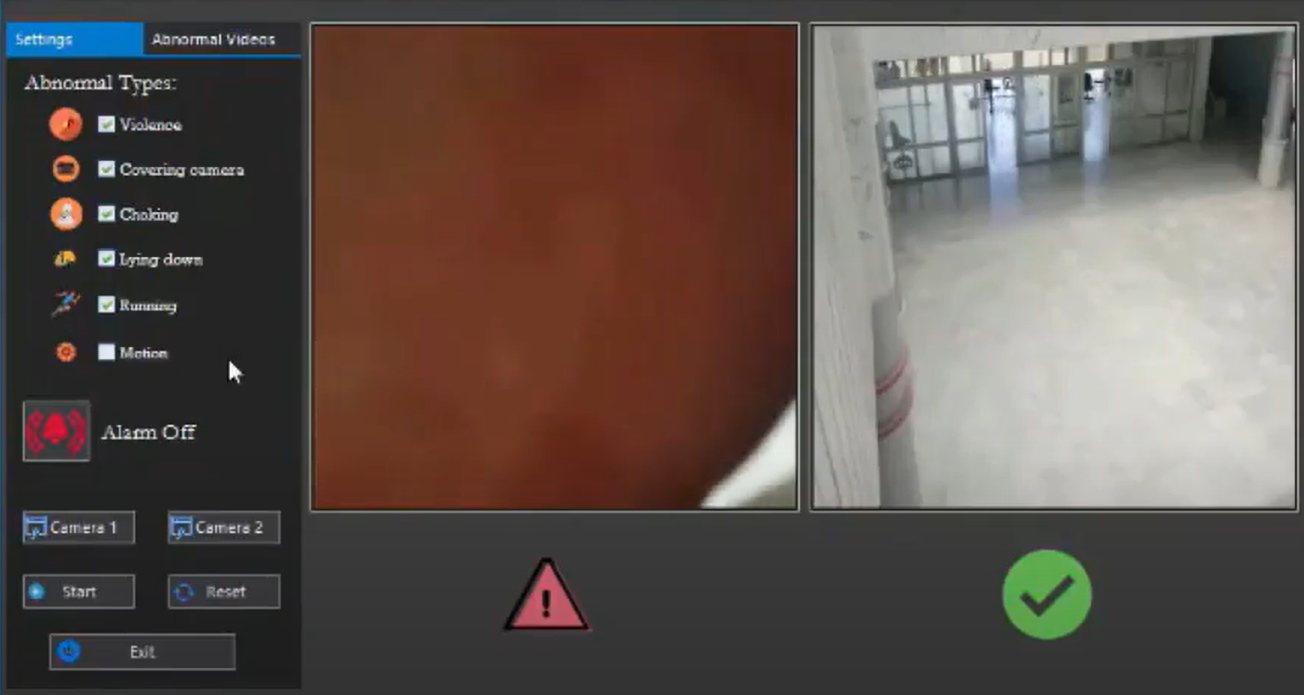 Settings
Abnormal Videos
Abnormal Types:
Violence
Covering camera
Choking
Lying down
Running
Motion
Alarm Off
Camera 1
Camera 2
Start
Reset
Exit